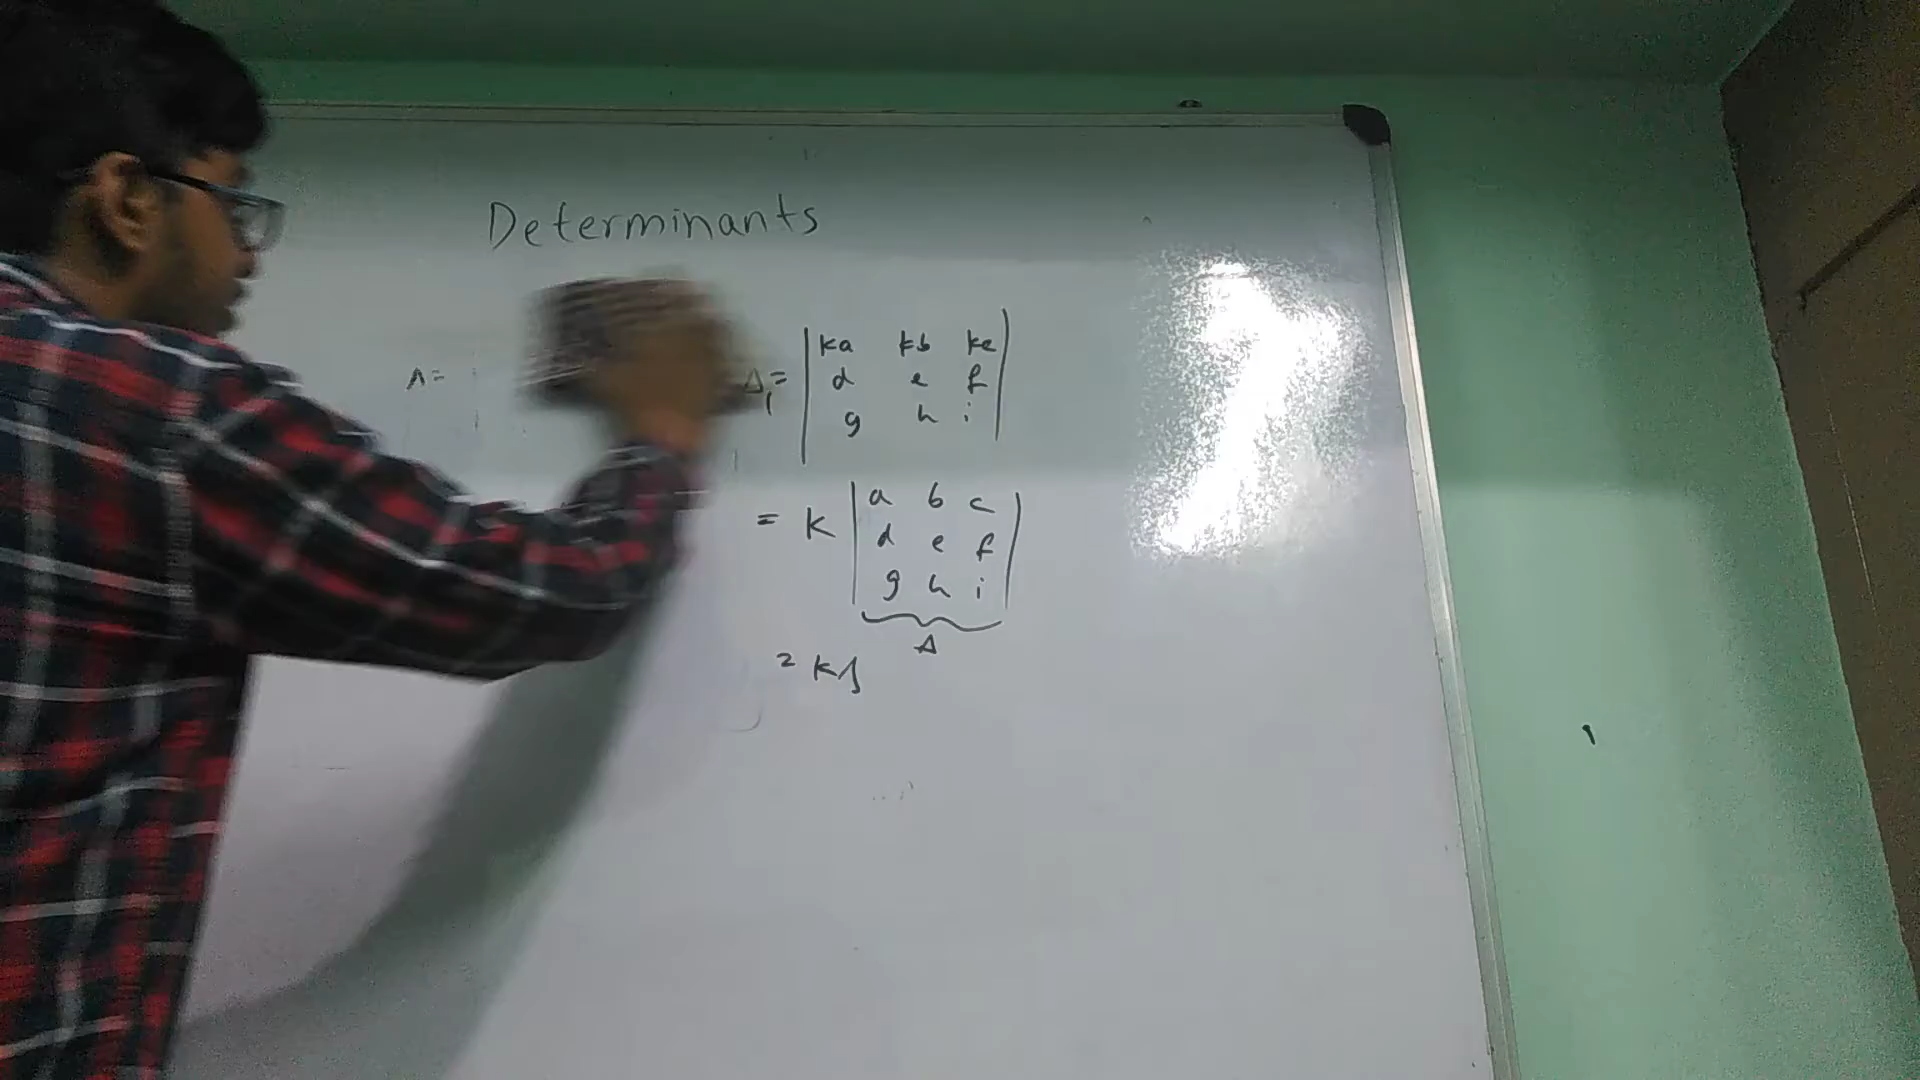 Determinants
Δ = Δ₁ = | ka kb kc |
| d e f |
| g h i |
= K | a b c |
| d e f |
| g h i |
Δ
= kΔ